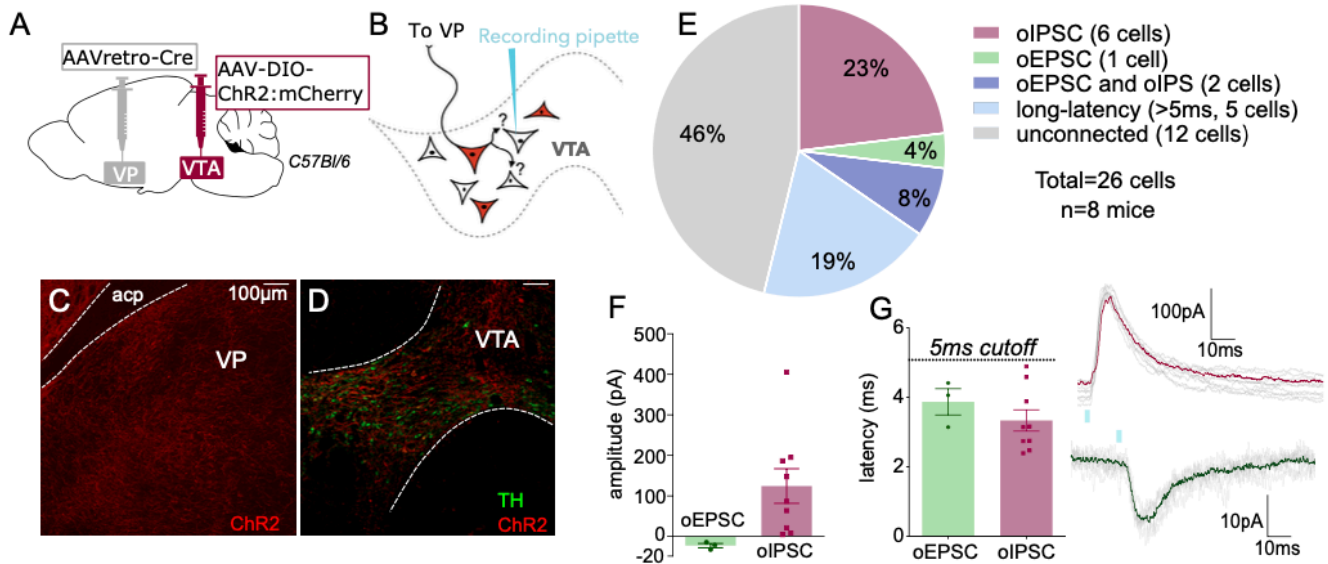 A
AAVretro-Cre
AAV-DIO-
ChR2:mCherry
VP
VTA
C57Bl/6
B
To VP
Recording pipette
?
?
VTA
E
23%
4%
8%
19%
46%
oIPSC (6 cells)
oEPSC (1 cell)
oEPSC and oIPS (2 cells)
long-latency (>5ms, 5 cells)
unconnected (12 cells)
Total=26 cells
n=8 mice
C
acp
100µm
VP
ChR2
D
VTA
TH
ChR2
F
amplitude (pA)
500
400
300
200
100
0
-20
oEPSC
oIPSC
G
latency (ms)
6
4
2
0
5ms cutoff
oEPSC
oIPSC
100pA
10ms
10pA
10ms